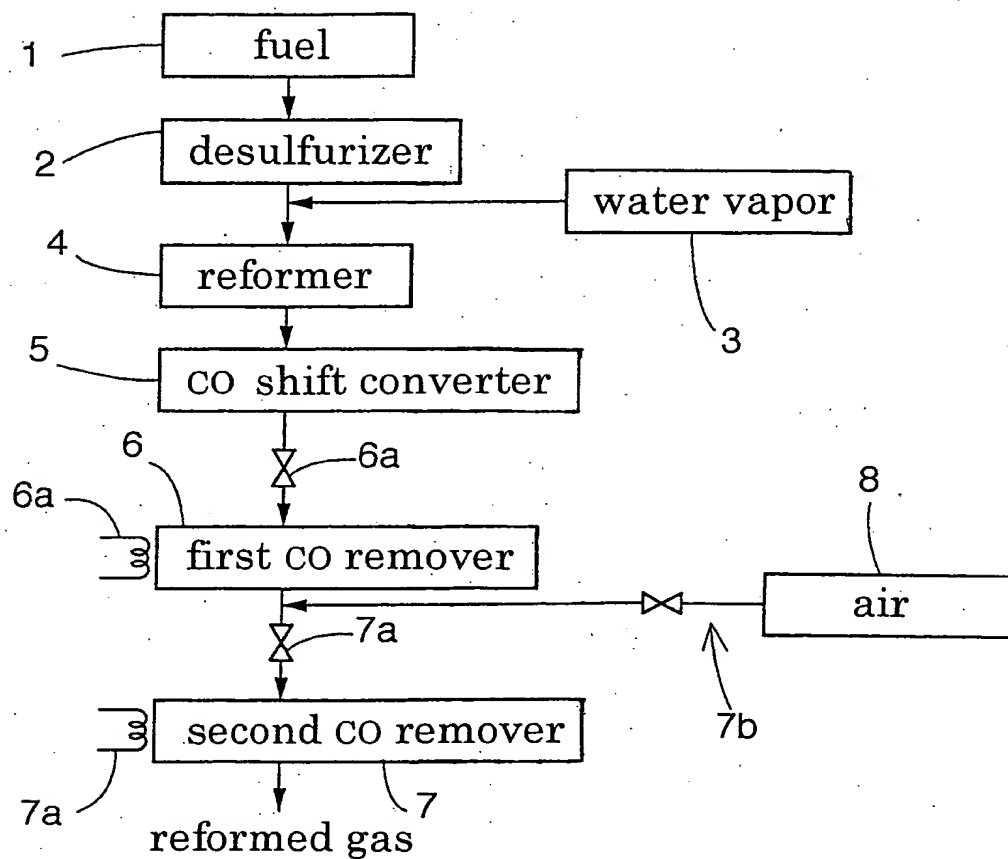 1
fuel
2
desulfurizer
water vapor
3
4
reformer
5
CO shift converter
6
6a
6a
8
first CO remover
air
7a
7b
second CO remover
7a
7
reformed gas